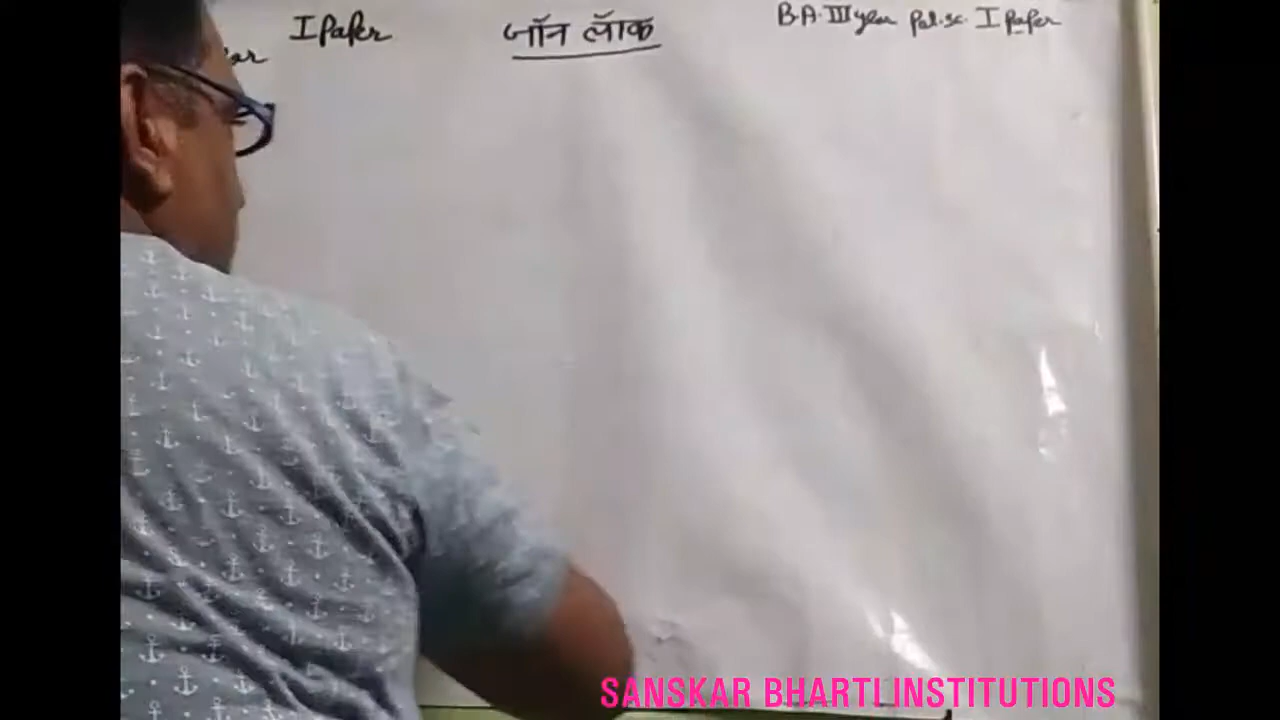 I Paper जॉन लॉक B.A. III year Pol.sc. I Paper
SANSKAR BHARTI INSTITUTIONS